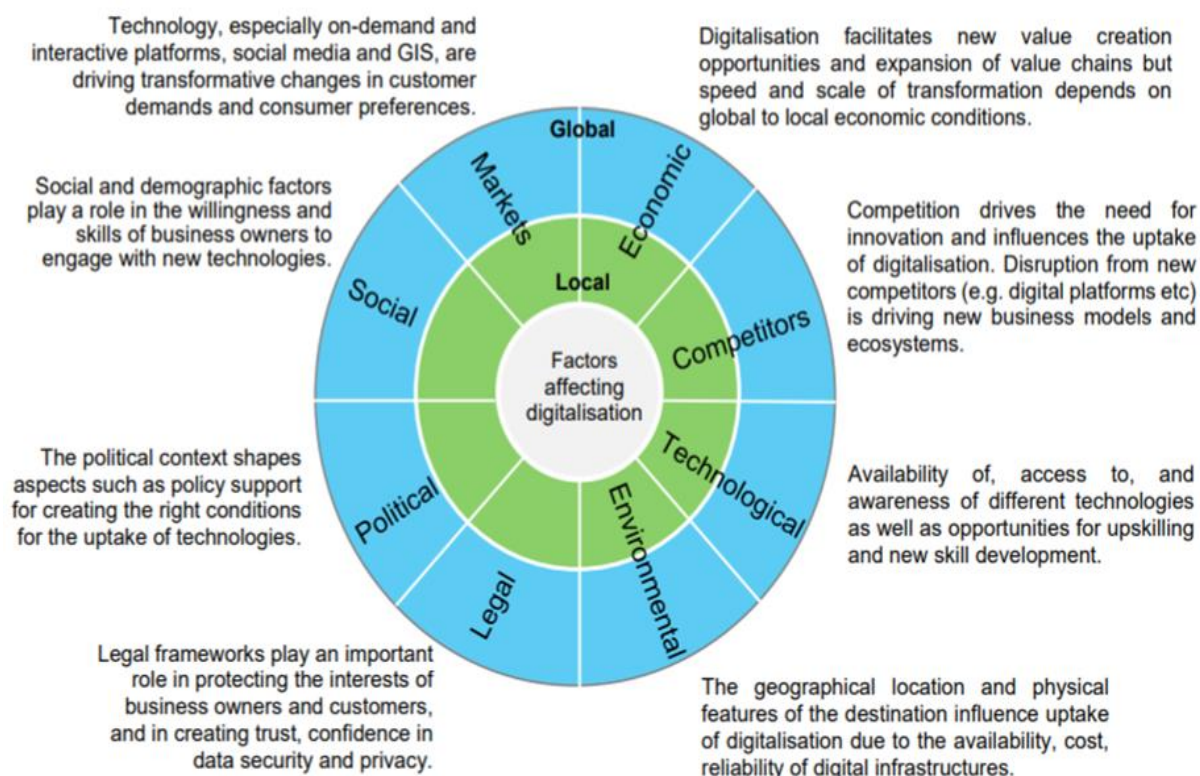 Technology, especially on-demand and
interactive platforms, social media and GIS, are
driving transformative changes in customer
demands and consumer preferences.
Digitalisation facilitates new value creation
opportunities and expansion of value chains but
speed and scale of transformation depends on
global to local economic conditions.
Social and demographic factors
play a role in the willingness and
skills of business owners to
engage with new technologies.
Competition drives the need for
innovation and influences the uptake
of digitalisation. Disruption from new
competitors (e.g. digital platforms etc)
is driving new business models and
ecosystems.
Global
Markets
Economic
Local
Social
Competitors
Factors
affecting
digitalisation
Political
Technological
Legal
Environmental
The political context shapes
aspects such as policy support
for creating the right conditions
for the uptake of technologies.
Availability of, access to, and
awareness of different technologies
as well as opportunities for upskilling
and new skill development.
Legal frameworks play an important
role in protecting the interests of
business owners and customers,
and in creating trust, confidence in
data security and privacy.
The geographical location and physical
features of the destination influence uptake
of digitalisation due to the availability, cost,
reliability of digital infrastructures.